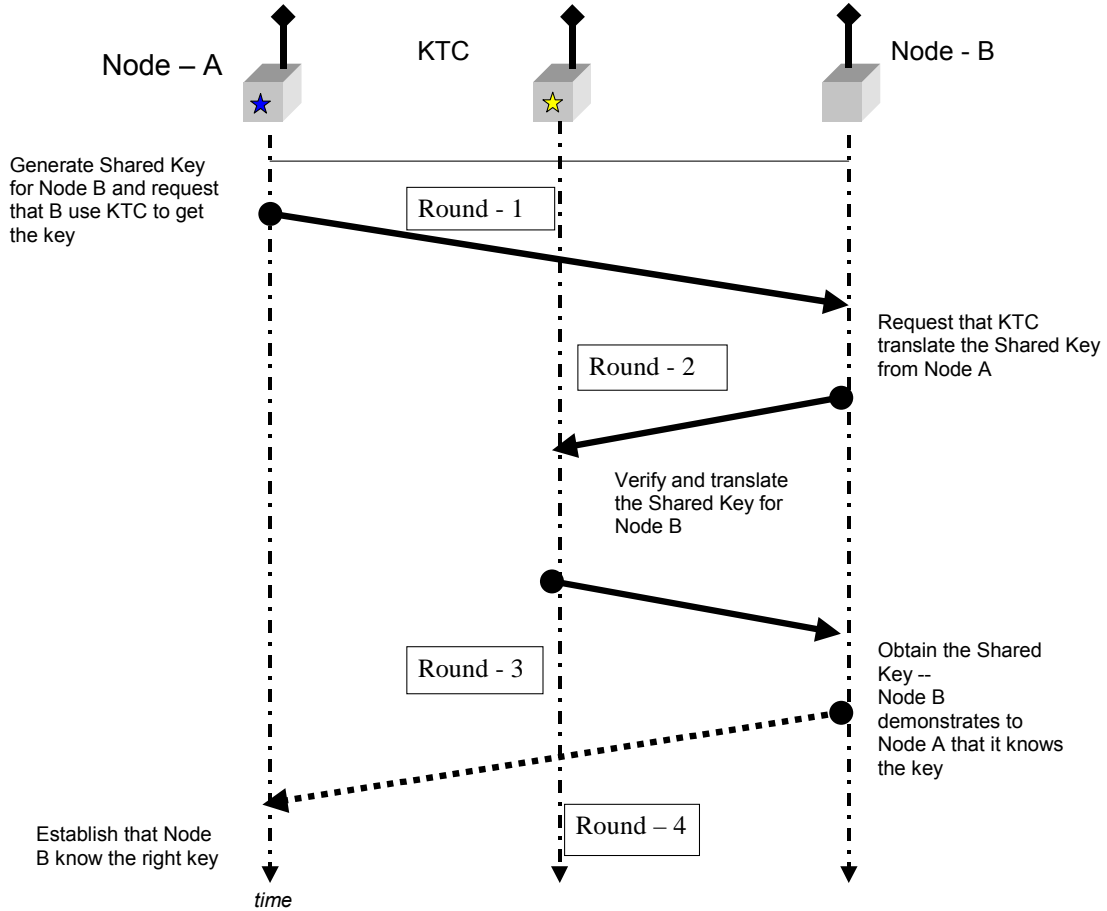 Node – A
KTC
Node - B
Generate Shared Key
for Node B and request
that B use KTC to get
the key
Round - 1
Request that KTC
translate the Shared Key
from Node A
Round - 2
Verify and translate
the Shared Key for
Node B
Round - 3
Obtain the Shared
Key --
Node B
demonstrates to
Node A that it knows
the key
Round – 4
Establish that Node
B know the right key
time